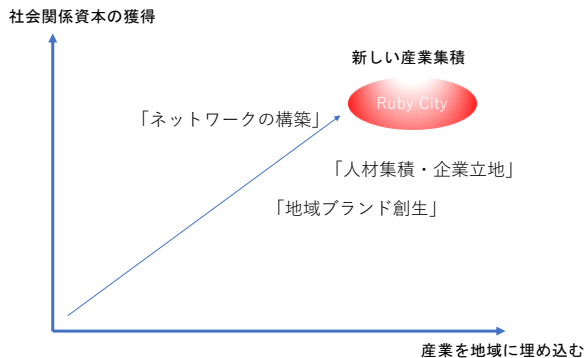 社会関係資本の獲得
新しい産業集積
Ruby City
「ネットワークの構築」
「人材集積・企業立地」
「地域ブランド創生」
産業を地域に埋め込む